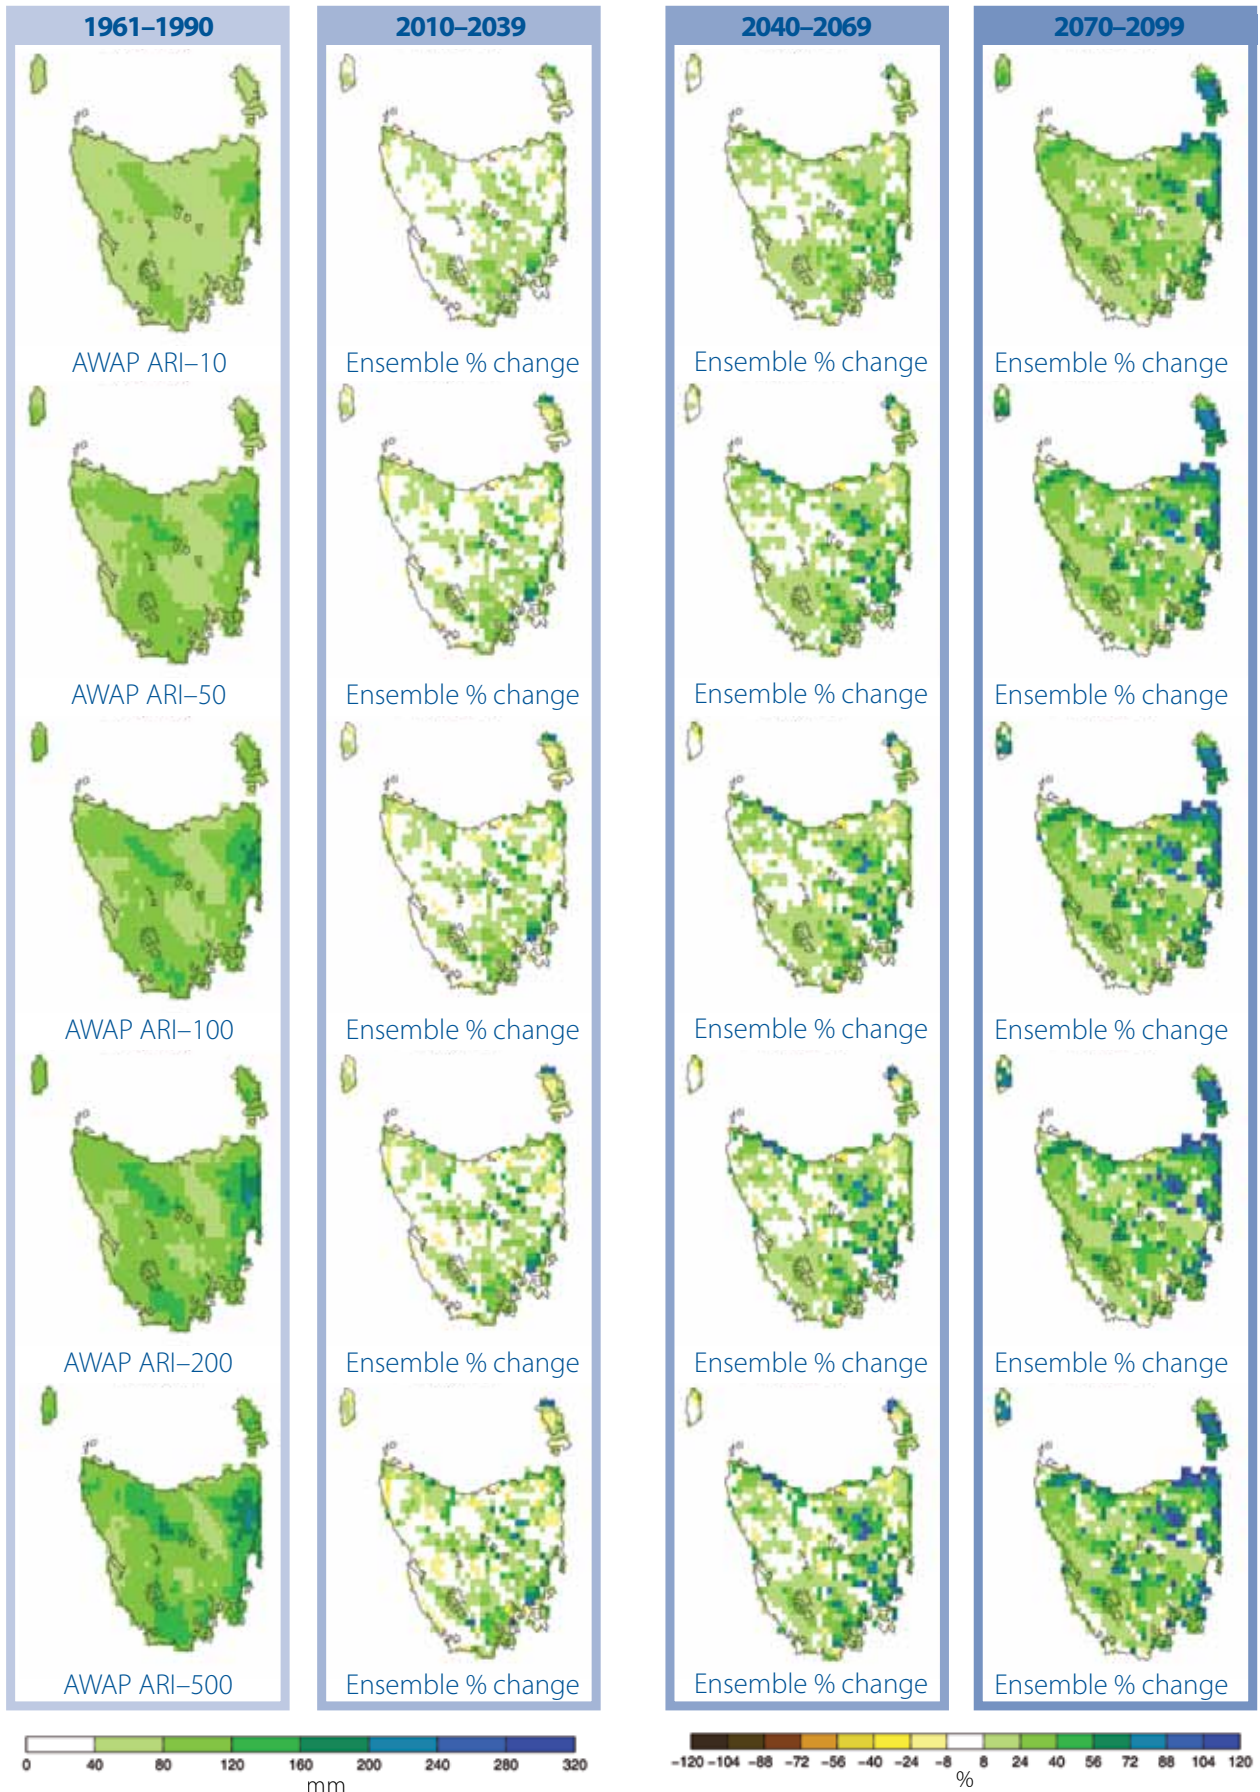 1961–1990 2010–2039 2040–2069 2070–2099
AWAP ARI–10 Ensemble % change Ensemble % change Ensemble % change
AWAP ARI–50 Ensemble % change Ensemble % change Ensemble % change
AWAP ARI–100 Ensemble % change Ensemble % change Ensemble % change
AWAP ARI–200 Ensemble % change Ensemble % change Ensemble % change
AWAP ARI–500 Ensemble % change Ensemble % change Ensemble % change
0 40 80 120 160 200 240 280 320
mm
-120 -104 -88 -72 -56 -40 -24 -8 8 24 40 56 72 88 104 120
%